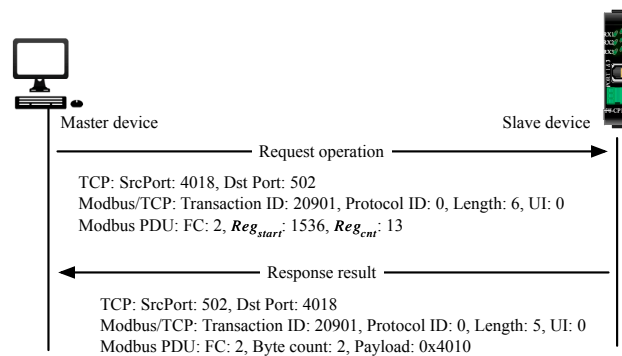 Master device
Slave device
Request operation
TCP: SrcPort: 4018, Dst Port: 502
Modbus/TCP: Transaction ID: 20901, Protocol ID: 0, Length: 6, UI: 0
Modbus PDU: FC: 2, Reg_start: 1536, Reg_cnt: 13
Response result
TCP: SrcPort: 502, Dst Port: 4018
Modbus/TCP: Transaction ID: 20901, Protocol ID: 0, Length: 5, UI: 0
Modbus PDU: FC: 2, Byte count: 2, Payload: 0x4010